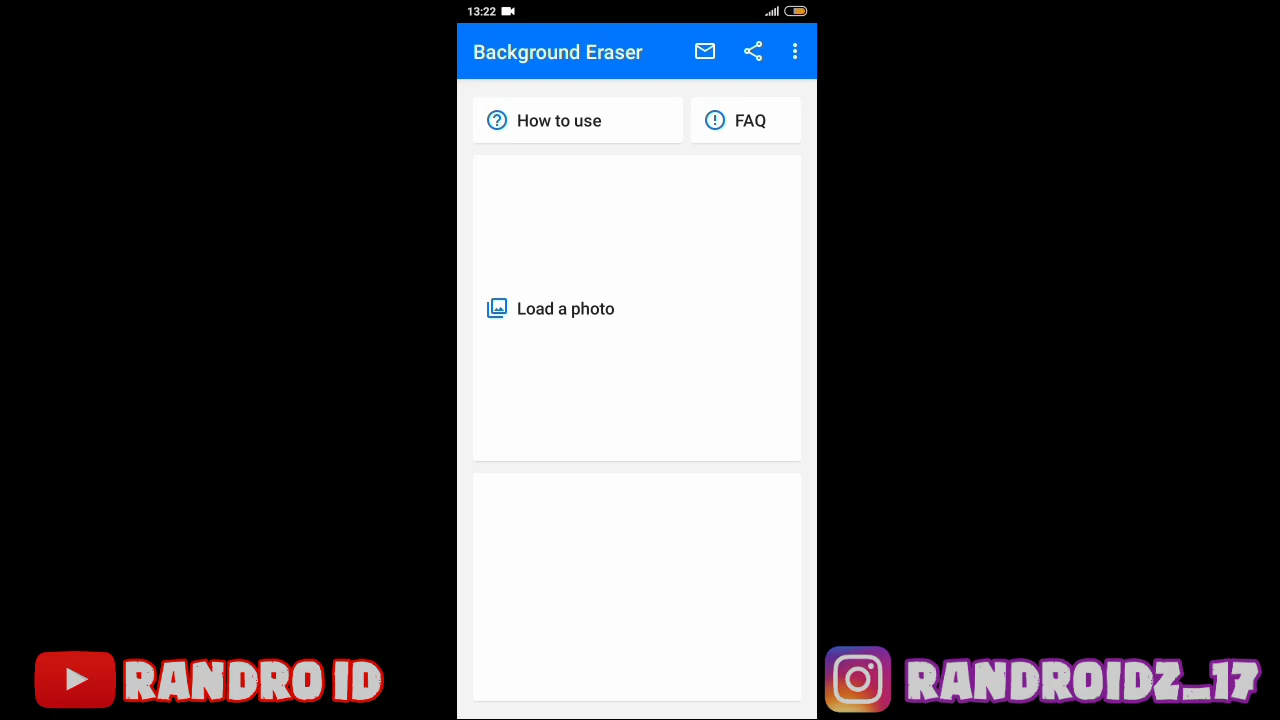 13:22
Background Eraser
How to use
FAQ
Load a photo
RANDRO ID
RANDROIDZ_17